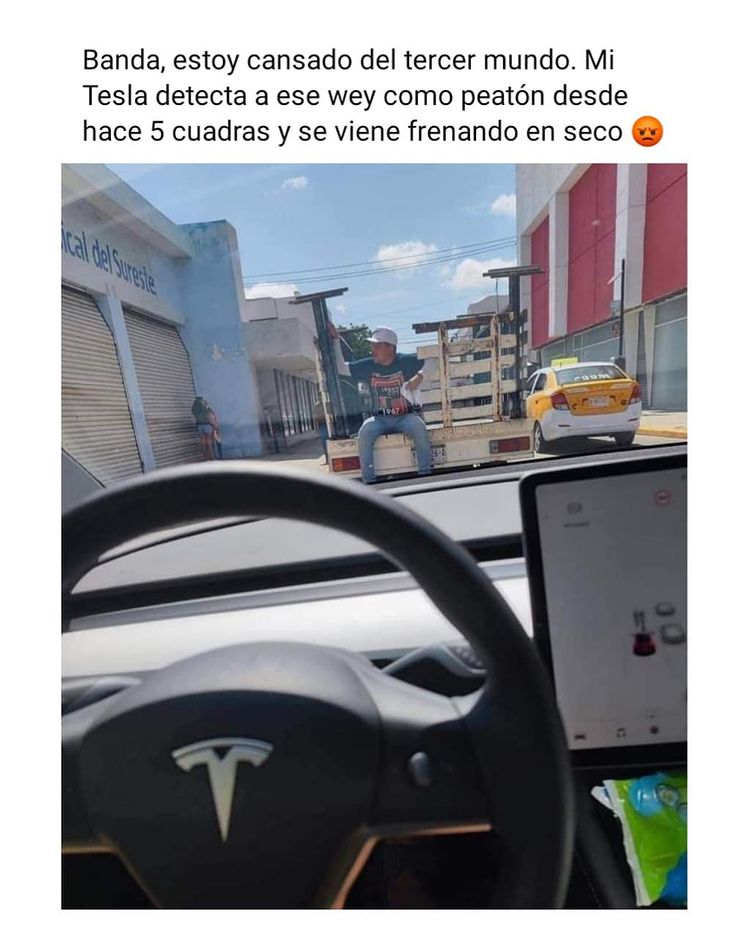 Banda, estoy cansado del tercer mundo. Mi
Tesla detecta a ese wey como peatón desde
hace 5 cuadras y se viene frenando en seco 😡
ical del Sureste
1967